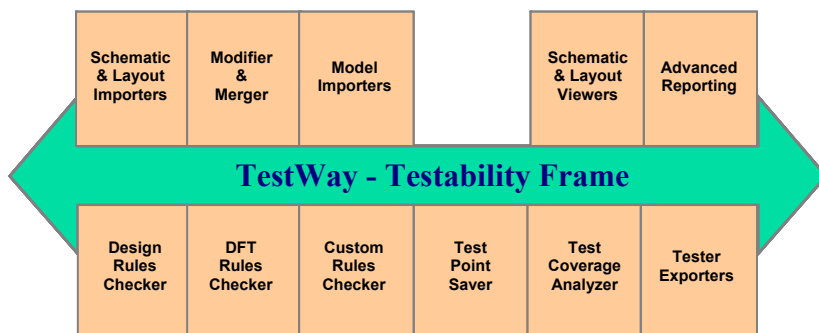 Schematic
& Layout
Importers
Modifier
&
Merger
Model
Importers
Schematic
& Layout
Viewers
Advanced
Reporting
TestWay - Testability Frame
Design
Rules
Checker
DFT
Rules
Checker
Custom
Rules
Checker
Test
Point
Saver
Test
Coverage
Analyzer
Tester
Exporters